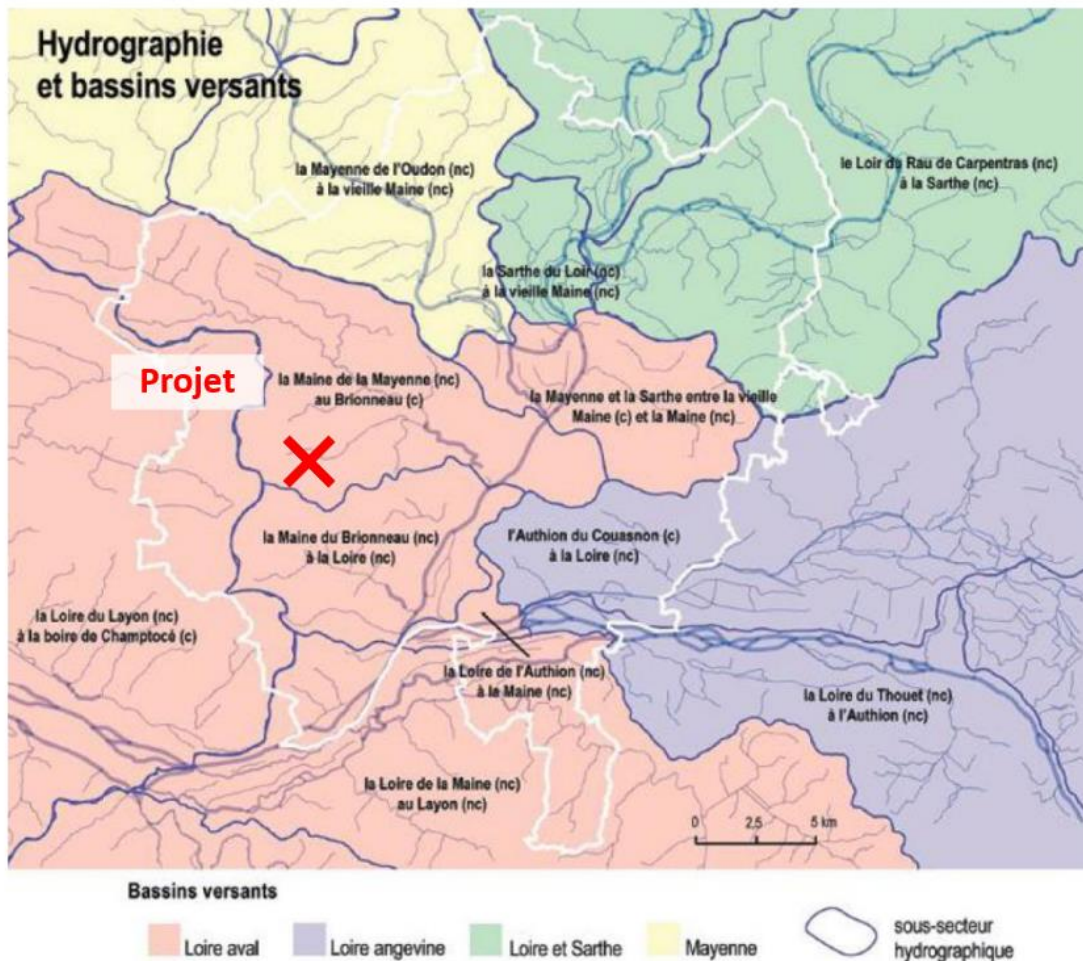 Hydrographie
et bassins versants
la Mayenne de l'Oudon (nc)
à la vieille Maine (nc)
le Loir du Rau de Carpentras (nc)
à la Sarthe (nc)
la Sarthe du Loir (nc)
à la vieille Maine (nc)
Projet
la Maine de la Mayenne (nc)
au Brionneau (c)
la Mayenne et la Sarthe entre la vieille
Maine (c) et la Maine (nc)
la Maine du Brionneau (nc)
à la Loire (nc)
l'Authion du Couasnon (c)
à la Loire (nc)
la Loire du Layon (nc)
à la boire de Champtocé (c)
la Loire de l'Authion (nc)
à la Maine (nc)
la Loire du Thouet (nc)
à l'Authion (nc)
la Loire de la Maine (nc)
au Layon (nc)
0 2,5 5 km
Bassins versants
Loire aval
Loire angevine
Loire et Sarthe
Mayenne
sous-secteur
hydrographique